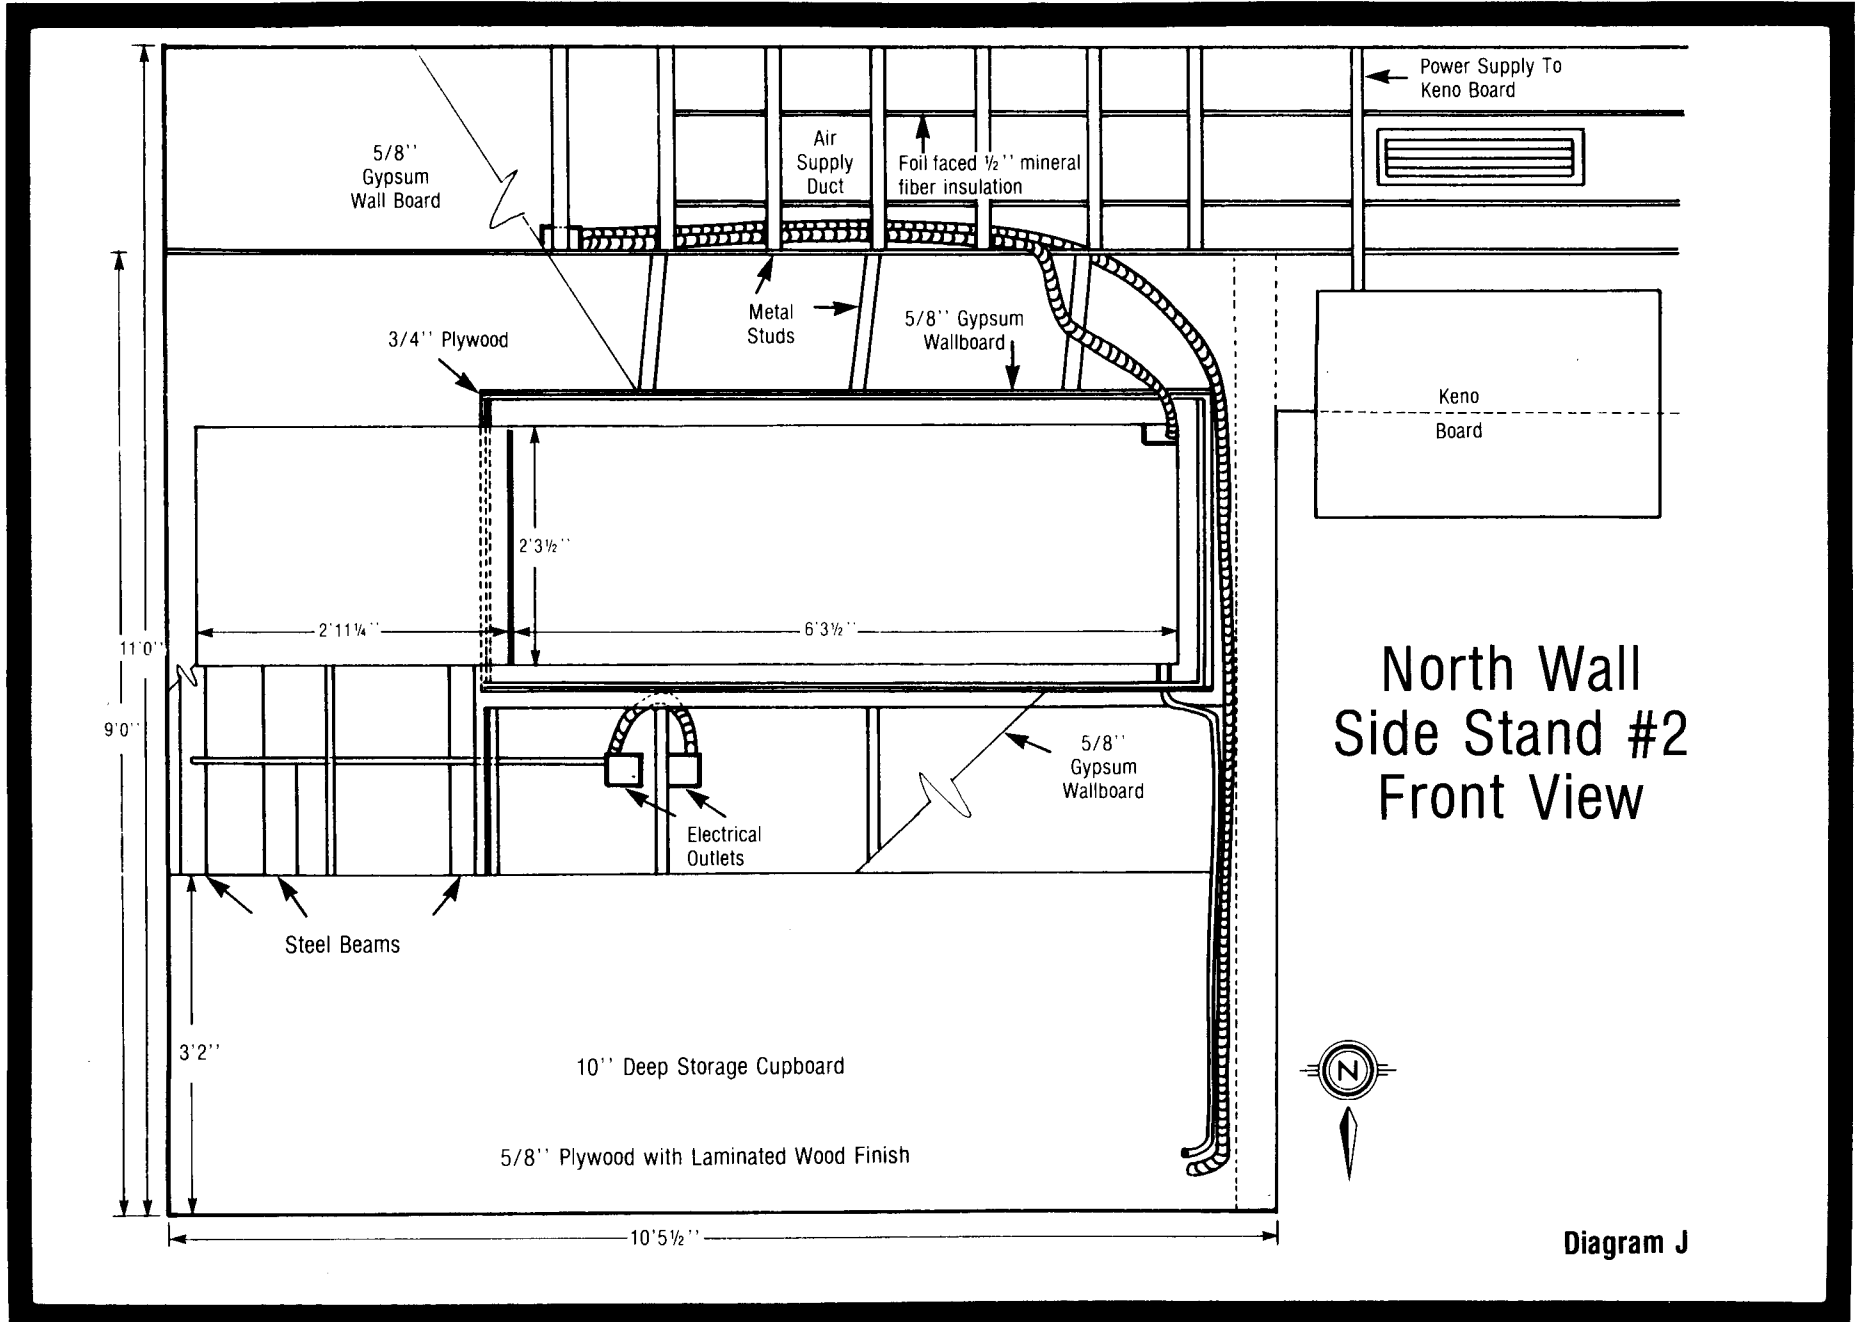 Power Supply To
Keno Board
5/8''
Gypsum
Wall Board
Air
Supply
Duct
Foil faced ½'' mineral
fiber insulation
Metal
Studs
5/8'' Gypsum
Wallboard
3/4'' Plywood
Keno
Board
2'3½''
2'11¼''
6'3½''
11'0''
9'0''
North Wall
Side Stand #2
Front View
5/8''
Gypsum
Wallboard
Electrical
Outlets
Steel Beams
3'2''
10'' Deep Storage Cupboard
N
5/8'' Plywood with Laminated Wood Finish
10'5½''
Diagram J